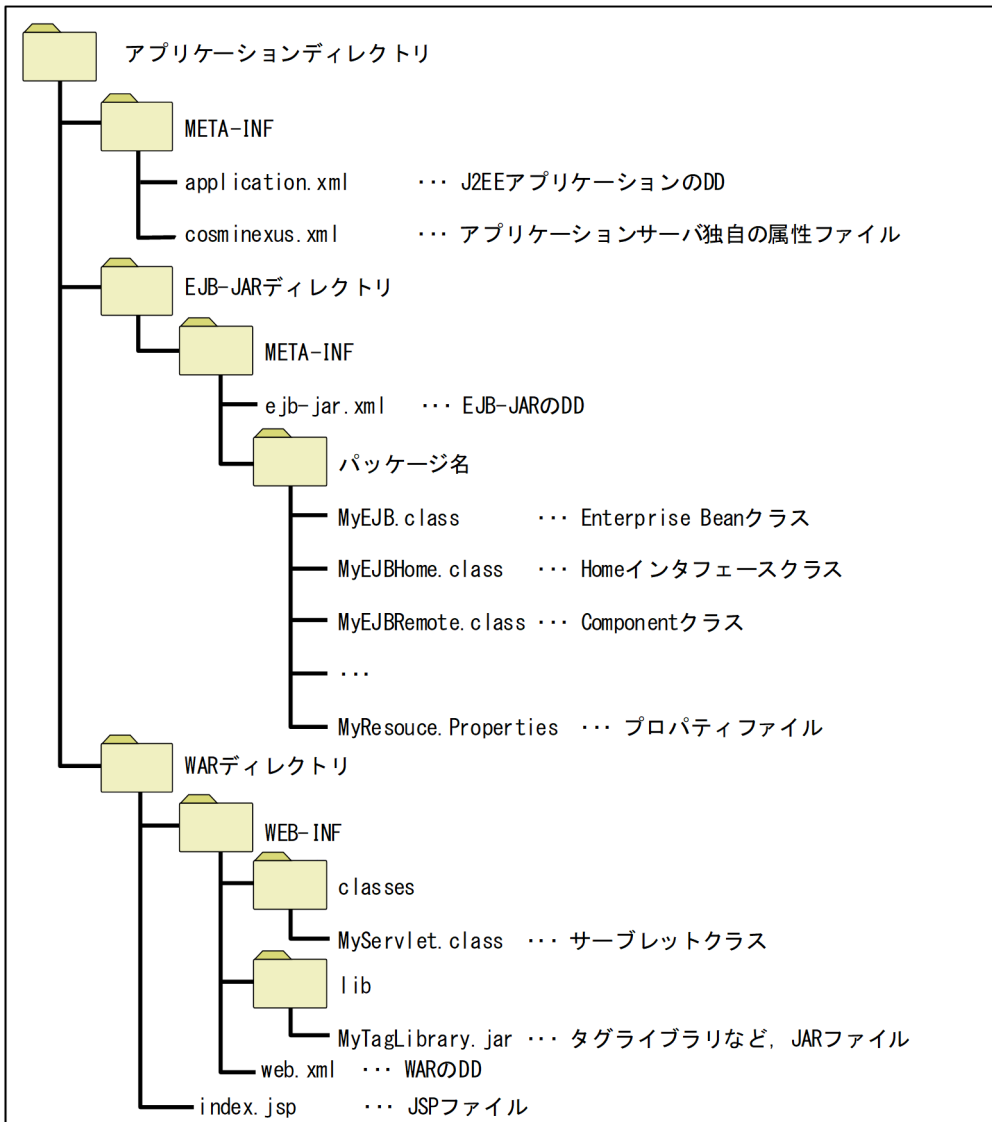 アプリケーションディレクトリ
META-INF
application.xml ··· J2EEアプリケーションのDD
cosminexus.xml ··· アプリケーションサーバ独自の属性ファイル
EJB-JARディレクトリ
META-INF
ejb-jar.xml ··· EJB-JARのDD
パッケージ名
MyEJB.class ··· Enterprise Beanクラス
MyEJBHome.class ··· Homeインタフェースクラス
MyEJBRemote.class ··· Componentクラス
···
MyResouce.Properties ··· プロパティファイル
WARディレクトリ
WEB-INF
classes
MyServlet.class ··· サーブレットクラス
lib
MyTagLibrary.jar ··· タグライブラリなど，JARファイル
web.xml ··· WARのDD
index.jsp ··· JSPファイル